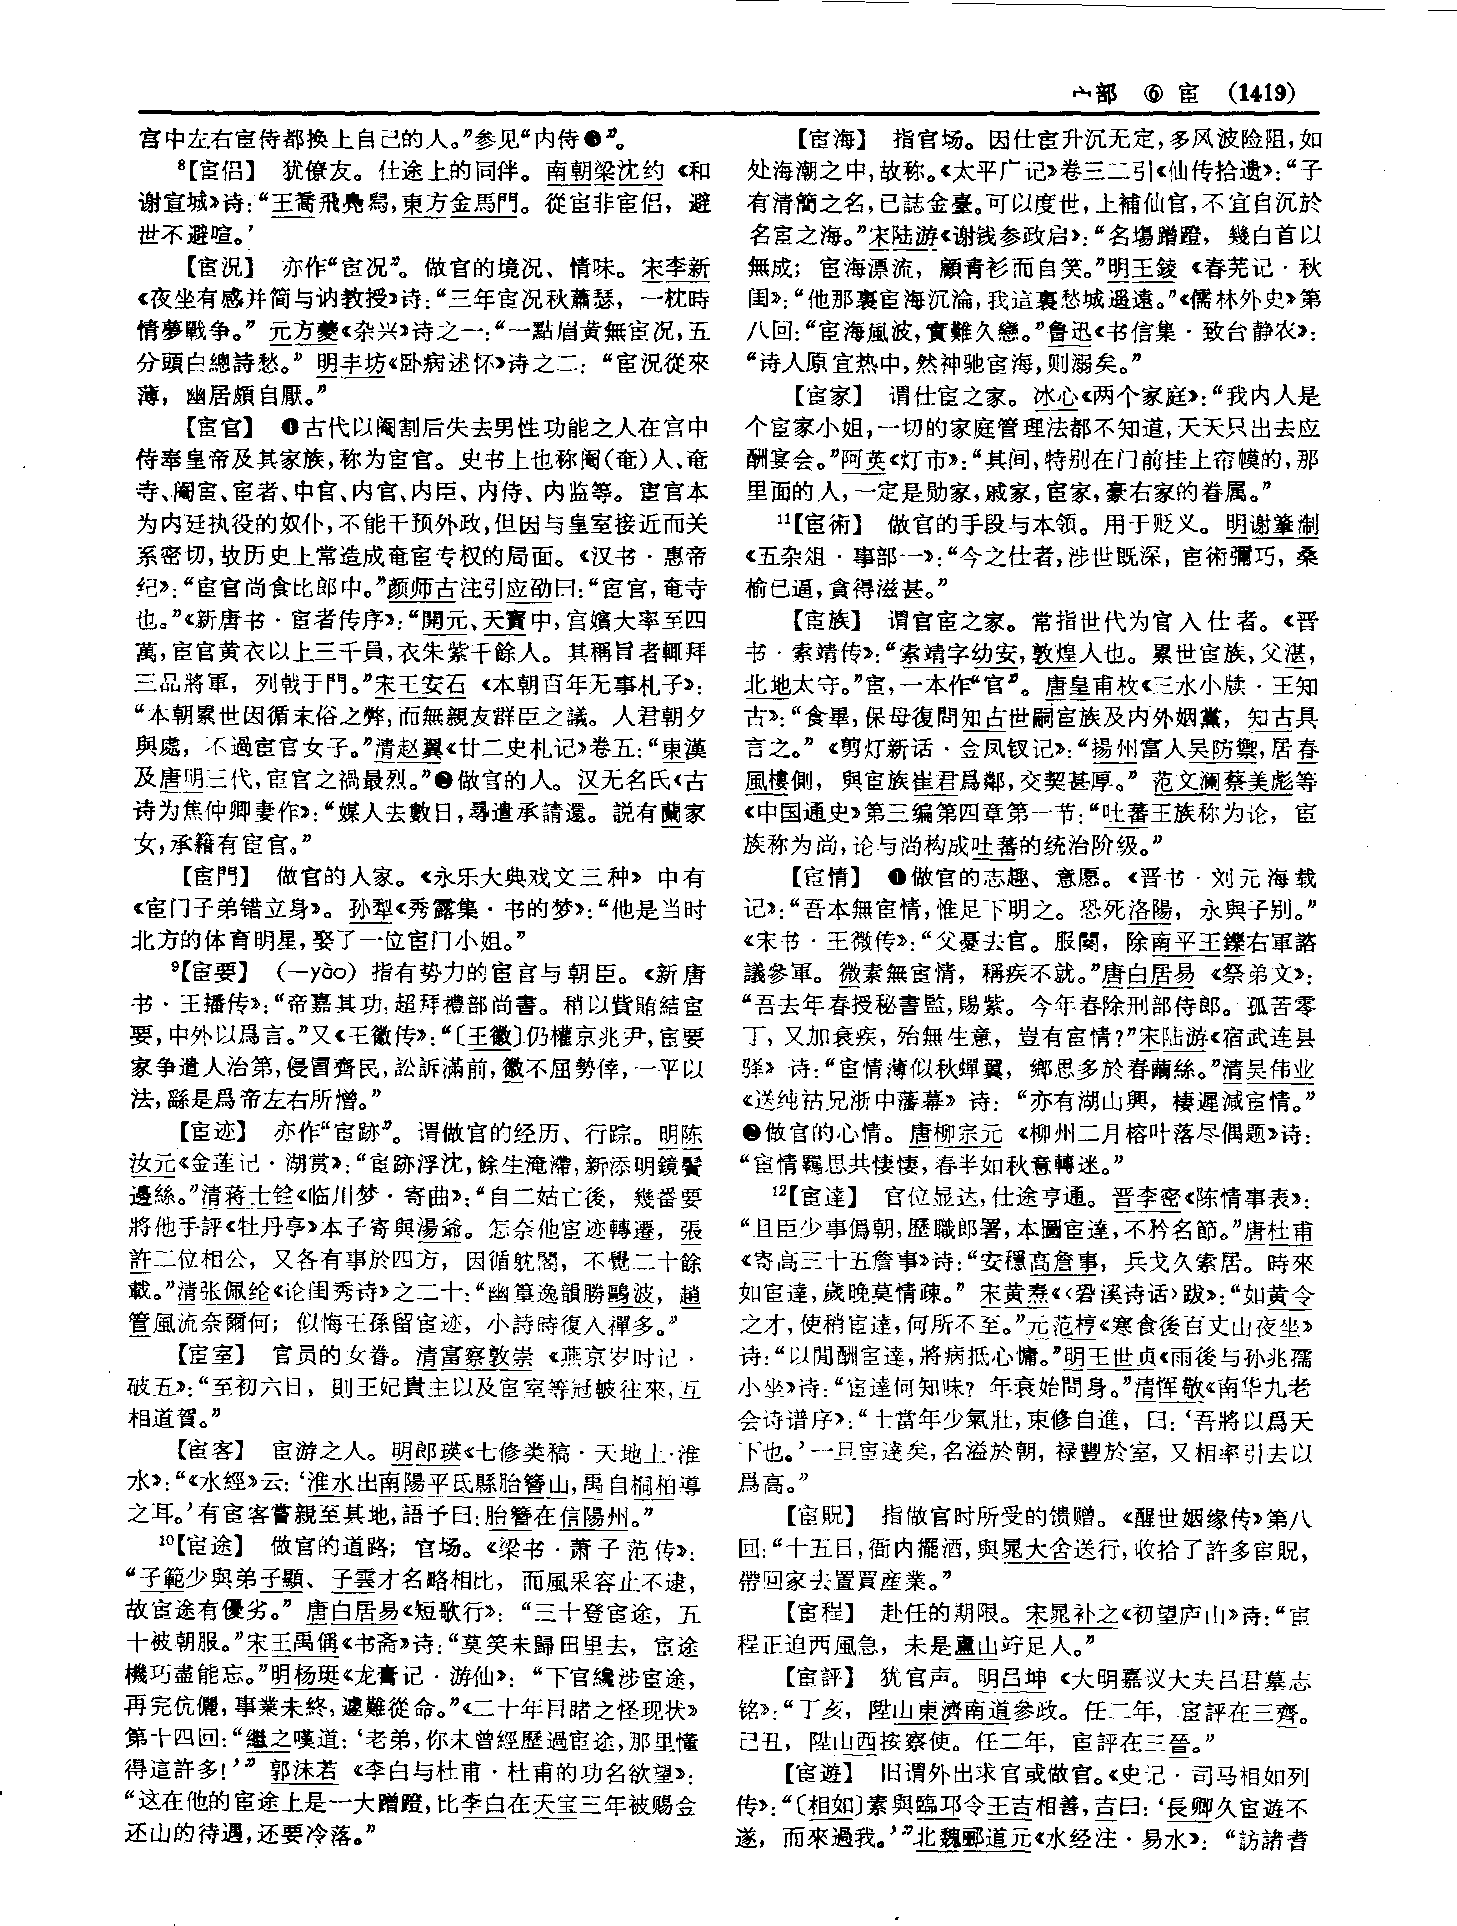 宀部 ⑥ 宦 (1419)
宫中左右宦侍都换上自己的人。”参见“内侍❸”。
⁸【宦侣】 犹僚友。仕途上的同伴。南朝梁沈约《和
谢宣城》诗：“王喬飛鳧舄，東方金馬門。從宦非宦侣，避
世不避喧。’
【宦況】 亦作“宦况”。做官的境况、情味。宋李新
《夜坐有感并简与讷教授》诗：“三年宦况秋蕭瑟，一枕時
情夢戰争。” 元方夔《杂兴》诗之一：“一點眉黄無宦况，五
分頭白總詩愁。” 明丰坊《卧病述怀》诗之二：“宦況從來
薄，幽居頗自厭。”
【宦官】 ❶古代以阉割后失去男性功能之人在宫中
侍奉皇帝及其家族，称为宦官。史书上也称阉(奄)人、奄
寺、阉宦、宦者、中官、内官、内臣、内侍、内监等。宦官本
为内廷执役的奴仆，不能干预外政，但因与皇室接近而关
系密切，故历史上常造成奄宦专权的局面。《汉书·惠帝
纪》：“宦官尚食比郎中。”颜师古注引应劭曰：“宦官，奄寺
也。”《新唐书·宦者传序》：“開元、天寶中，宫嬪大率至四
萬，宦官黄衣以上三千員，衣朱紫千餘人。其稱旨者輒拜
三品將軍，列戟于門。”宋王安石《本朝百年无事札子》：
“本朝累世因循末俗之弊，而無親友群臣之議。人君朝夕
與處，不過宦官女子。”清赵翼《廿二史札记》卷五：“東漢
及唐明三代，宦官之禍最烈。”❷做官的人。汉无名氏《古
诗为焦仲卿妻作》：“媒人去數日，尋遣丞請還。説有蘭家
女，承籍有宦官。”
【宦門】 做官的人家。《永乐大典戏文三种》中有
《宦门子弟错立身》。孙犁《秀露集·书的梦》：“他是当时
北方的体育明星，娶了一位宦门小姐。”
⁹【宦要】 (—yào) 指有势力的宦官与朝臣。《新唐
书·王播传》：“帝嘉其功，超拜禮部尚書。稍以貲賄結宦
要，中外以爲言。”又《王徽传》：“〔王徽〕仍權京兆尹，宦要
家争遣人治第，侵冒齊民，訟訴滿前，徽不屈勢倖，一平以
法，繇是爲帝左右所憎。”
【宦迹】 亦作“宦跡”。谓做官的经历、行踪。明陈
汝元《金莲记·湖赏》：“宦跡浮沈，餘生淹滯，新添明鏡鬢
邊絲。”清蒋士铨《临川梦·寄曲》：“自二姑亡後，幾番要
將他手評《牡丹亭》本子寄與湯爺。怎奈他宦迹轉遷，張
許二位相公，又各有事於四方，因循躭閣，不覺二十餘
載。”清张佩纶《论闺秀诗》之二十：“幽篁逸韻勝鷗波，趙
管風流奈爾何；似悔王孫留宦迹，小詩時復入禪多。”
【宦室】 官员的女眷。清富察敦崇《燕京岁时记·
破五》：“至初六日，則王妃貴主以及宦室等冠帔往來，互
相道賀。”
【宦客】 宦游之人。明郎瑛《七修类稿·天地上·淮
水》：“《水經》云：‘淮水出南陽平氏縣胎簪山，禹自桐柏導
之耳。’有宦客嘗親至其地，語予曰：胎簪在信陽州。”
¹⁰【宦途】 做官的道路；官场。《梁书·萧子范传》：
“子範少與弟子顯、子雲才名略相比，而風采容止不逮，
故宦途有優劣。” 唐白居易《短歌行》：“三十登宦途，五
十被朝服。”宋王禹偁《书斋》诗：“莫笑未歸田里去，宦途
機巧盡能忘。”明杨珽《龙膏记·游仙》：“下官纔涉宦途，
再完伉儷，事業未終，遽難從命。”《二十年目睹之怪现状》
第十四回：“繼之嘆道：‘老弟，你未曾經歷過宦途，那里懂
得這許多！’” 郭沫若《李白与杜甫·杜甫的功名欲望》：
“这在他的宦途上是一大蹭蹬，比李白在天宝三年被赐金
还山的待遇，还要冷落。”
【宦海】 指官场。因仕宦升沉无定，多风波险阻，如
处海潮之中，故称。《太平广记》卷三二引《仙传拾遗》：“子
有清簡之名，已誌金臺。可以度世，上補仙官，不宜自沉於
名宦之海。”宋陆游《谢钱参政启》：“名場蹭蹬，幾白首以
無成；宦海漂流，顧青衫而自笑。”明王錂《春芜记·秋
闺》：“他那裏宦海沉淪，我這裏愁城遥遠。”《儒林外史》第
八回：“宦海風波，實難久戀。”鲁迅《书信集·致台静农》：
“诗人原宜热中，然神驰宦海，则溺矣。”
【宦家】 谓仕宦之家。冰心《两个家庭》：“我内人是
个宦家小姐，一切的家庭管理法都不知道，天天只出去应
酬宴会。”阿英《灯市》：“其间，特别在门前挂上帘幙的，那
里面的人，一定是勋家，戚家，宦家，豪右家的眷属。”
¹¹【宦術】 做官的手段与本领。用于贬义。明谢肇淛
《五杂俎·事部一》：“今之仕者，涉世既深，宦術彌巧，桑
榆已逼，貪得滋甚。”
【宦族】 谓官宦之家。常指世代为官入仕者。《晋
书·索靖传》：“索靖字幼安，敦煌人也。累世宦族，父湛，
北地太守。”宦，一本作“官”。唐皇甫枚《三水小牍·王知
古》：“食畢，保母復問知古世嗣宦族及内外姻黨，知古具
言之。”《剪灯新话·金凤钗记》：“揚州富人吴防禦，居春
風樓側，與宦族崔君爲鄰，交契甚厚。” 范文澜蔡美彪等
《中国通史》第三编第四章第一节：“吐蕃王族称为论，宦
族称为尚，论与尚构成吐蕃的统治阶级。”
【宦情】 ❶做官的志趣、意愿。《晋书·刘元海载
记》：“吾本無宦情，惟足下明之。恐死洛陽，永與子别。”
《宋书·王微传》：“父憂去官。服闋，除南平王鑠右軍諮
議參軍。微素無宦情，稱疾不就。”唐白居易《祭弟文》：
“吾去年春授秘書監，賜紫。今年春除刑部侍郎。孤苦零
丁，又加衰疾，殆無生意，豈有宦情？”宋陆游《宿武连县
驿》诗：“宦情薄似秋蟬翼，鄉思多於春繭絲。”清吴伟业
《送纯祜兄浙中藩幕》诗：“亦有湖山興，棲遲減宦情。”
❷做官的心情。唐柳宗元《柳州二月榕叶落尽偶题》诗：
“宦情羈思共悽悽，春半如秋意轉迷。”
¹²【宦達】 官位显达，仕途亨通。晋李密《陈情事表》：
“且臣少事僞朝，歷職郎署，本圖宦達，不矜名節。”唐杜甫
《寄高三十五詹事》诗：“安穩高詹事，兵戈久索居。時來
如宦達，歲晚莫情疎。” 宋黄焘《〈䂬溪诗话〉跋》：“如黄令
之才，使稍宦達，何所不至。”元范梈《寒食後百丈山夜坐》
诗：“以閒酬宦達，將病抵心慵。”明王世贞《雨後与孙兆孺
小坐》诗：“宦達何知味？年衰始問身。”清恽敬《南华九老
会诗谱序》：“士當年少氣壯，束修自進，曰：‘吾將以爲天
下也。’一旦宦達矣，名溢於朝，禄豐於室，又相率引去以
爲高。”
【宦貺】 指做官时所受的馈赠。《醒世姻缘传》第八
回：“十五日，衙内擺酒，與晁大舍送行，收拾了許多宦貺，
帶回家去置買産業。”
【宦程】 赴任的期限。宋晁补之《初望庐山》诗：“宦
程正迫西風急，未是廬山竚足人。”
【宦評】 犹官声。明吕坤《大明嘉议大夫吕君墓志
铭》：“丁亥，陞山東濟南道參政。任二年，宦評在三齊。
己丑，陞山西按察使。任二年，宦評在三晉。”
【宦遊】 旧谓外出求官或做官。《史记·司马相如列
传》：“〔相如〕素與臨邛令王吉相善，吉曰：‘長卿久宦遊不
遂，而來過我。’”北魏郦道元《水经注·易水》：“訪諸耆